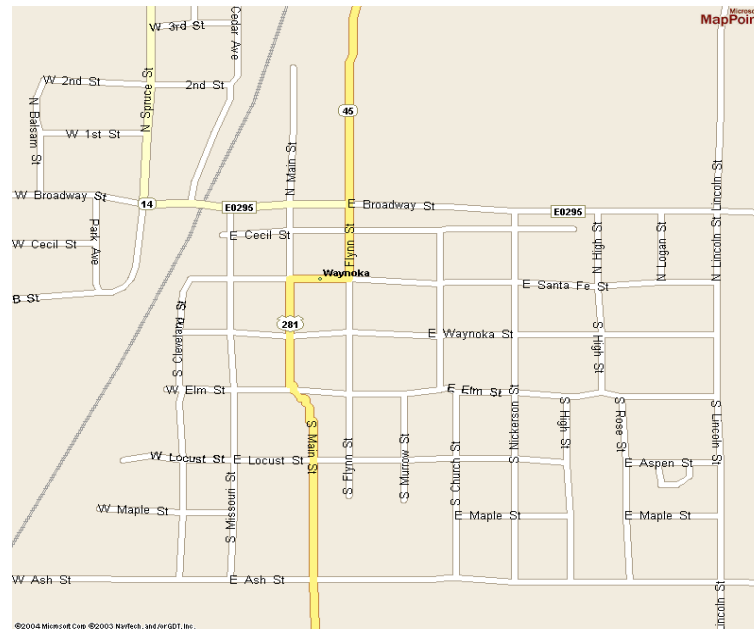 Microso
MapPoin
W 3rd St
Cedar Ave
N Spruce St
W 2nd St
2nd St
N Balsam St
W 1st St
45
N Main St
N Lincoln St
Lincoln St
W Broadway St
14
E0295
E Broadway St
E0295
Park Ave
W Cecil St
E Cecil St
Flynn St
N High St
N Logan St
Waynoka
E Santa Fe St
B St
281
S Cleveland St
E Waynoka St
S High St
W Elm St
E Elm St
S Main St
S Flynn St
S Murrow St
S Church St
S Nickerson St
S High St
S Rose St
S Lincoln St
W Locust St
E Locust St
E Aspen St
S Missouri St
W Maple St
E Maple St
E Maple St
W Ash St
E Ash St
Lincoln St
©2004 Microsoft Corp ©2003 NavTech, and/or GDT, Inc.